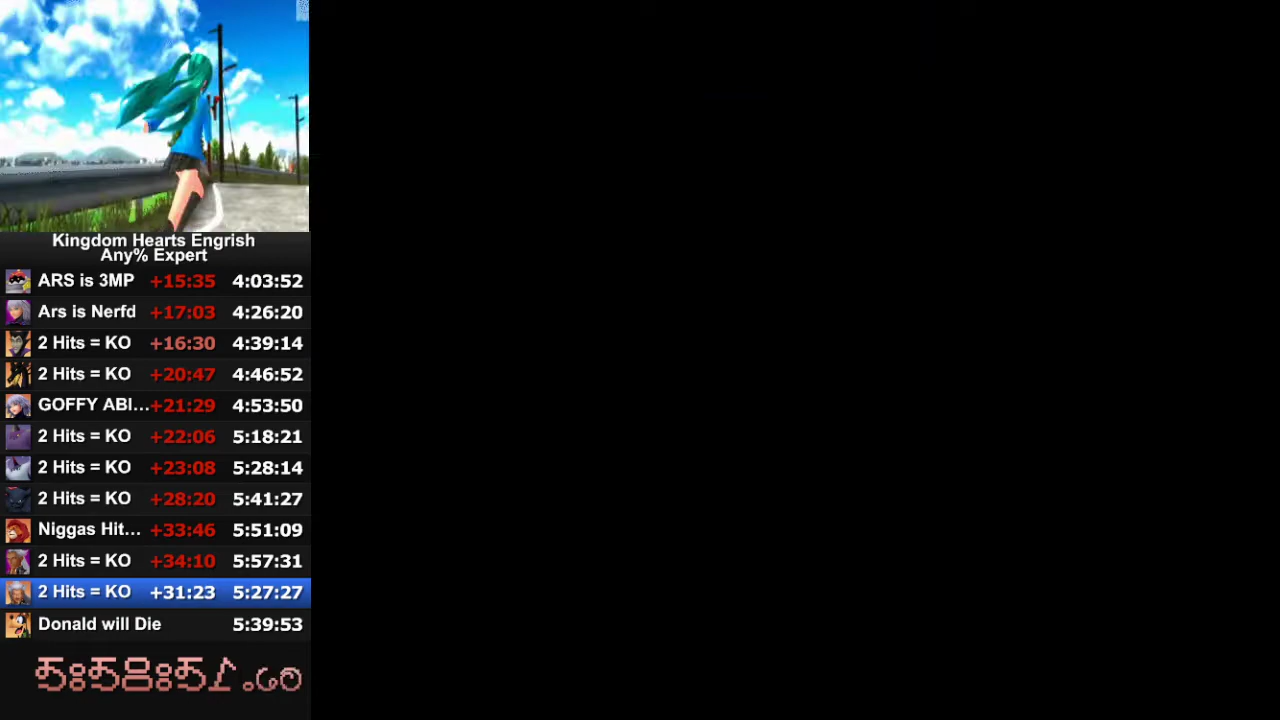 Kingdom Hearts Engrish
Any% Expert
ARS is 3MP +15:35 4:03:52
Ars is Nerfd +17:03 4:26:20
2 Hits = KO +16:30 4:39:14
2 Hits = KO +20:47 4:46:52
GOFFY ABI... +21:29 4:53:50
2 Hits = KO +22:06 5:18:21
2 Hits = KO +23:08 5:28:14
2 Hits = KO +28:20 5:41:27
Niggas Hit... +33:46 5:51:09
2 Hits = KO +34:10 5:57:31
2 Hits = KO +31:23 5:27:27
Donald will Die 5:39:53